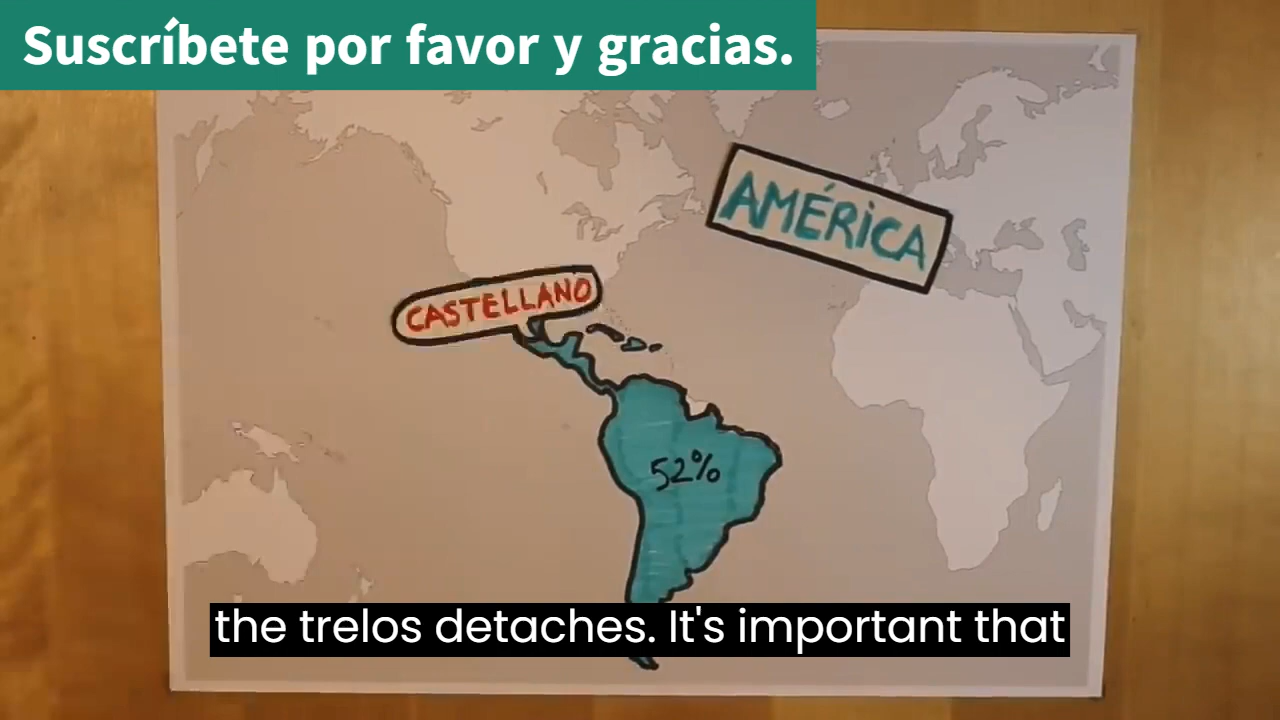 Suscríbete por favor y gracias.
AMÉRICA
CASTELLANO
52%
the trelos detaches. It's important that